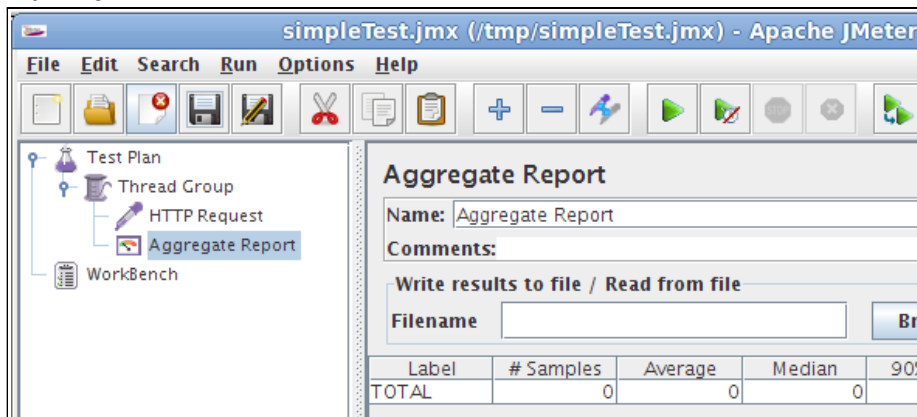 simpleTest.jmx (/tmp/simpleTest.jmx) - Apache JMeter
File Edit Search Run Options Help
Test Plan
Thread Group
HTTP Request
Aggregate Report
WorkBench
Aggregate Report
Name: Aggregate Report
Comments:
Write results to file / Read from file
Filename Br
Label # Samples Average Median 90%
TOTAL 0 0 0